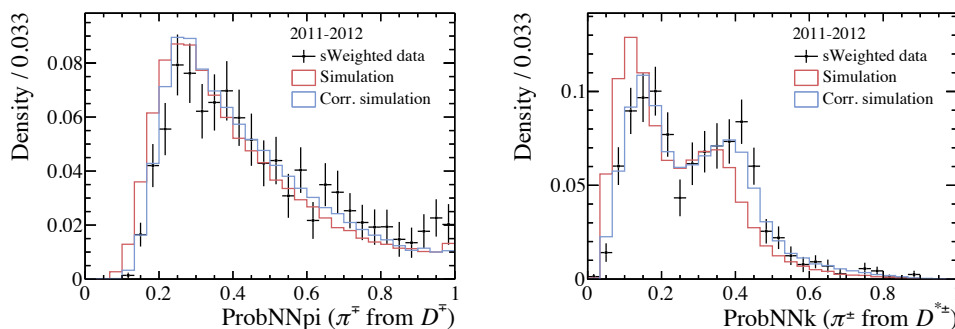 2011-2012
sWeighted data
Simulation
Corr. simulation
Density / 0.033
0.08
0.06
0.04
0.02
0
0 0.2 0.4 0.6 0.8 1
ProbNNpi (π∓ from D∓)
2011-2012
sWeighted data
Simulation
Corr. simulation
Density / 0.033
0.1
0.05
0
0 0.2 0.4 0.6 0.8
ProbNNk (π± from D*±)